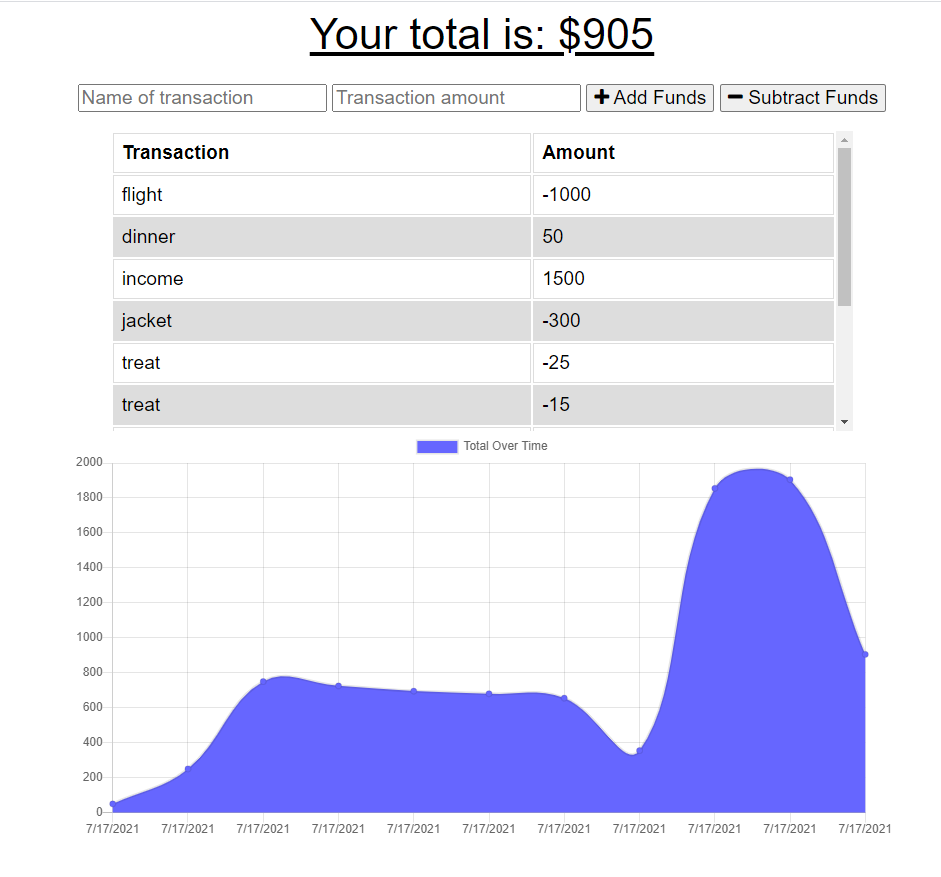 Your total is: $905
Name of transaction Transaction amount + Add Funds − Subtract Funds
Transaction Amount
flight -1000
dinner 50
income 1500
jacket -300
treat -25
treat -15
Total Over Time
2000
1800
1600
1400
1200
1000
800
600
400
200
0
7/17/2021 7/17/2021 7/17/2021 7/17/2021 7/17/2021 7/17/2021 7/17/2021 7/17/2021 7/17/2021 7/17/2021 7/17/2021